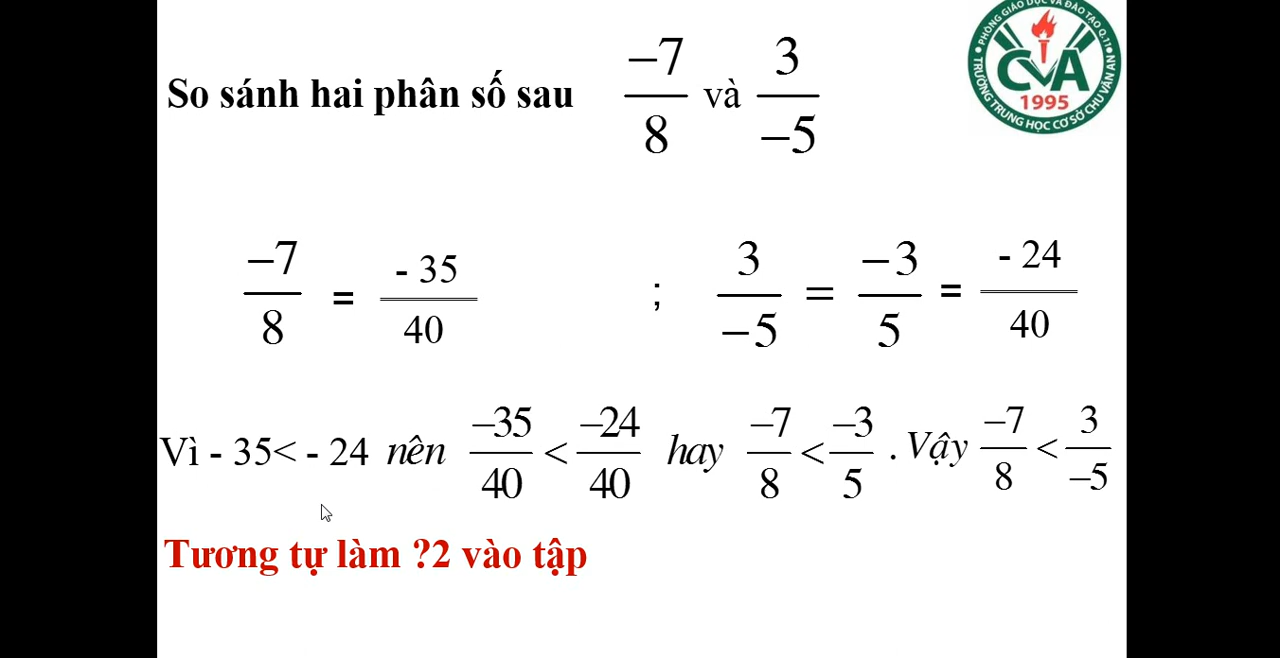 So sánh hai phân số sau −7/8 và 3/−5
PHÒNG GIÁO DỤC VÀ ĐÀO TẠO Q.11
CVA
1995
TRƯỜNG TRUNG HỌC CƠ SỞ CHU VĂN AN
−7/8 = - 35/40 ; 3/−5 = −3/5 = - 24/40
Vì - 35< - 24 nên −35/40 < −24/40 hay −7/8 < −3/5 . Vậy −7/8 < 3/−5
Tương tự làm ?2 vào tập